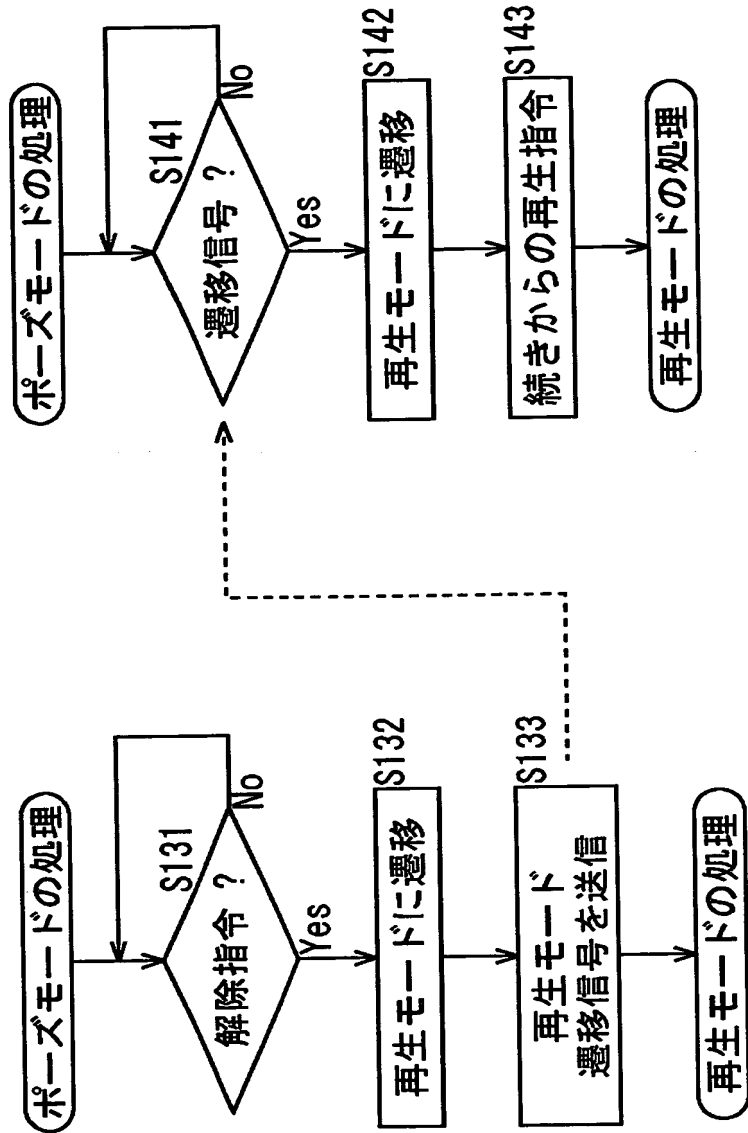 ポーズモードの処理
解除指令 ?
S131
No
Yes
再生モードに遷移
S132
再生モード
遷移信号を送信
S133
再生モードの処理
ポーズモードの処理
遷移信号 ?
S141
No
Yes
再生モードに遷移
S142
続きからの再生指令
S143
再生モードの処理